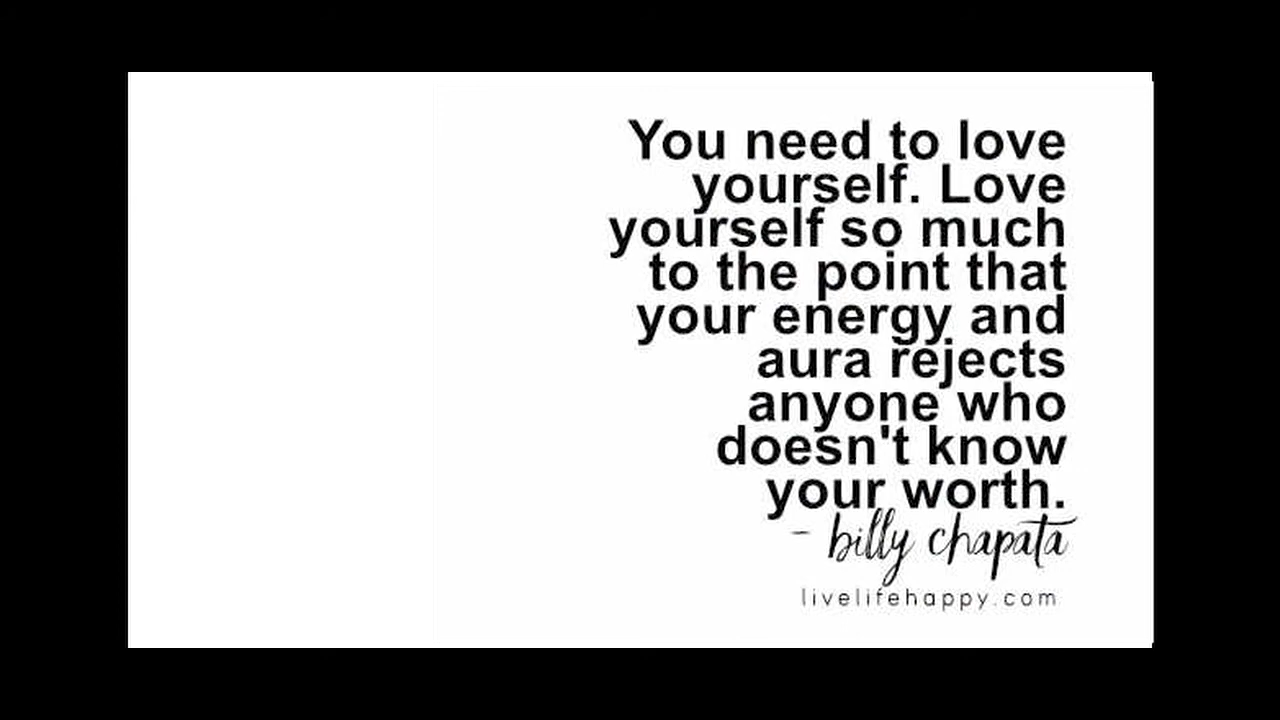 You need to love
yourself. Love
yourself so much
to the point that
your energy and
aura rejects
anyone who
doesn't know
your worth.
- billy chapata
livelifehappy.com